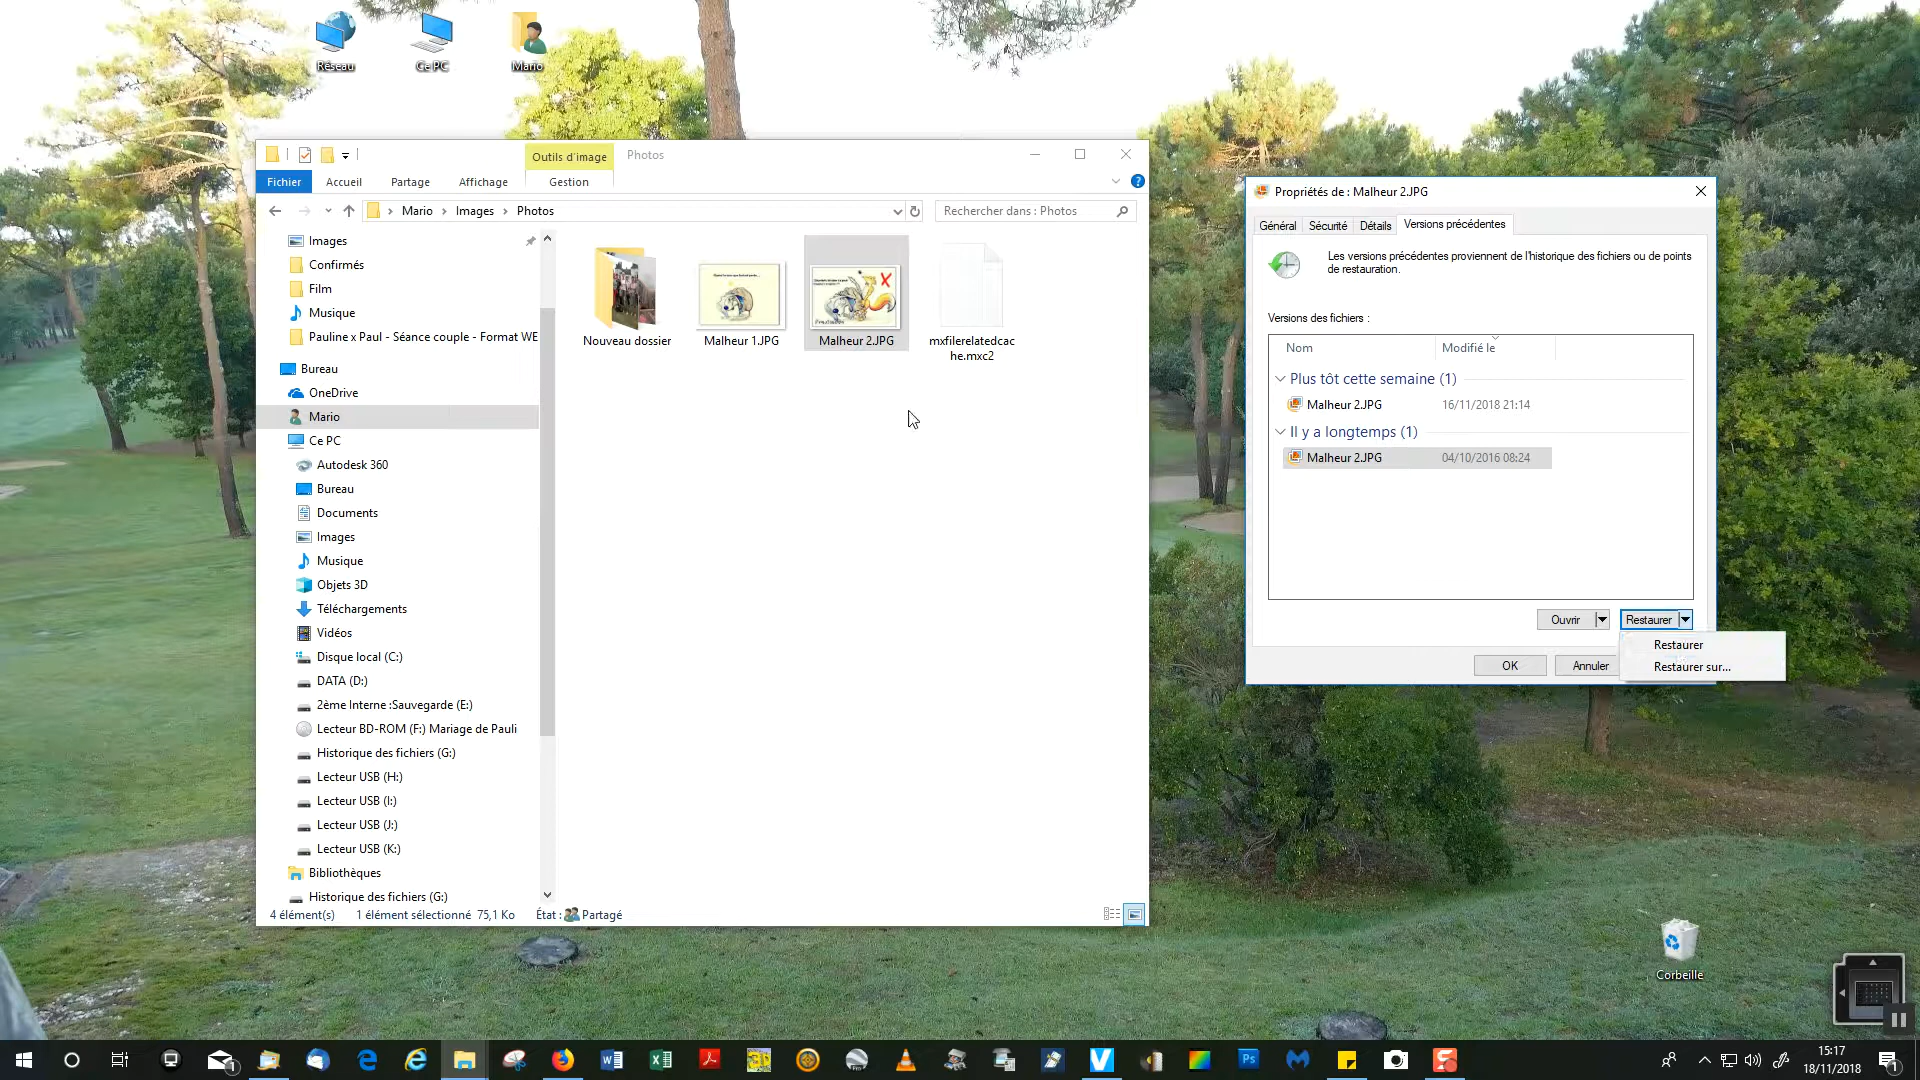 Réseau
Ce PC
Mario
Outils d'image
Photos
Fichier
Accueil
Partage
Affichage
Gestion
Mario
Images
Photos
Rechercher dans : Photos
Images
Confirmés
Film
Musique
Pauline x Paul - Séance couple - Format WE
Bureau
OneDrive
Mario
Ce PC
Autodesk 360
Bureau
Documents
Images
Musique
Objets 3D
Téléchargements
Vidéos
Disque local (C:)
DATA (D:)
2ème Interne :Sauvegarde (E:)
Lecteur BD-ROM (F:) Mariage de Pauli
Historique des fichiers (G:)
Lecteur USB (H:)
Lecteur USB (I:)
Lecteur USB (J:)
Lecteur USB (K:)
Bibliothèques
Historique des fichiers (G:)
Nouveau dossier
Malheur 1.JPG
Malheur 2.JPG
mxfilerelatedcac
he.mxc2
4 élément(s)
1 élément sélectionné 75,1 Ko
État : Partagé
Propriétés de : Malheur 2.JPG
Général
Sécurité
Détails
Versions précédentes
Les versions précédentes proviennent de l'historique des fichiers ou de points
de restauration.
Versions des fichiers :
Nom
Modifié le
Plus tôt cette semaine (1)
Malheur 2.JPG 16/11/2018 21:14
Il y a longtemps (1)
Malheur 2.JPG 04/10/2016 08:24
Ouvrir
Restaurer
Restaurer
Restaurer sur...
OK
Annuler
Corbeille
15:17
18/11/2018